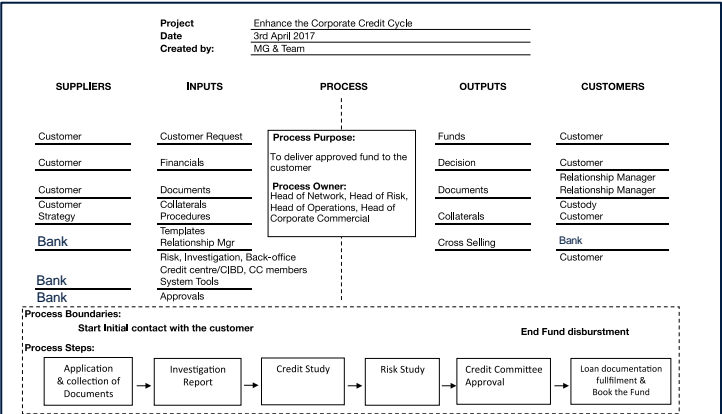 Project Enhance the Corporate Credit Cycle
Date 3rd April 2017
Created by: MG & Team
SUPPLIERS INPUTS PROCESS OUTPUTS CUSTOMERS
Customer Customer Request Funds Customer
Customer Financials Decision Customer
Relationship Manager
Customer Documents Documents Relationship Manager
Customer Collaterals Custody
Strategy Procedures Collaterals Customer
Templates
Bank Relationship Mgr Cross Selling Bank
Risk, Investigation, Back-office Customer
Credit centre/CIBD, CC members
Bank System Tools
Bank Approvals
Process Purpose:
To deliver approved fund to the
customer
Process Owner:
Head of Network, Head of Risk,
Head of Operations, Head of
Corporate Commercial
Process Boundaries:
Start Initial contact with the customer
End Fund disburstment
Process Steps:
Application
& collection of
Documents
Investigation
Report
Credit Study
Risk Study
Credit Committee
Approval
Loan documentation
fullfilment &
Book the Fund